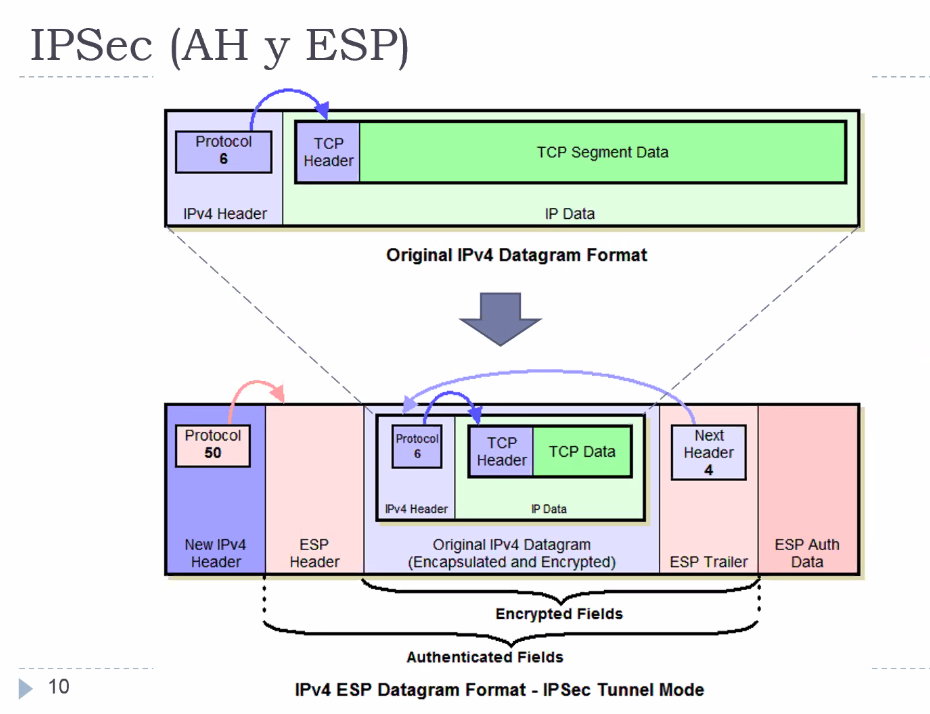 IPSec (AH y ESP)
Protocol
6
TCP
Header
TCP Segment Data
IPv4 Header
IP Data
Original IPv4 Datagram Format
Protocol
50
New IPv4
Header
ESP
Header
Protocol
6
IPv4 Header
TCP
Header
TCP Data
IP Data
Original IPv4 Datagram
(Encapsulated and Encrypted)
Next
Header
4
ESP Trailer
ESP Auth
Data
Encrypted Fields
Authenticated Fields
10
IPv4 ESP Datagram Format - IPSec Tunnel Mode